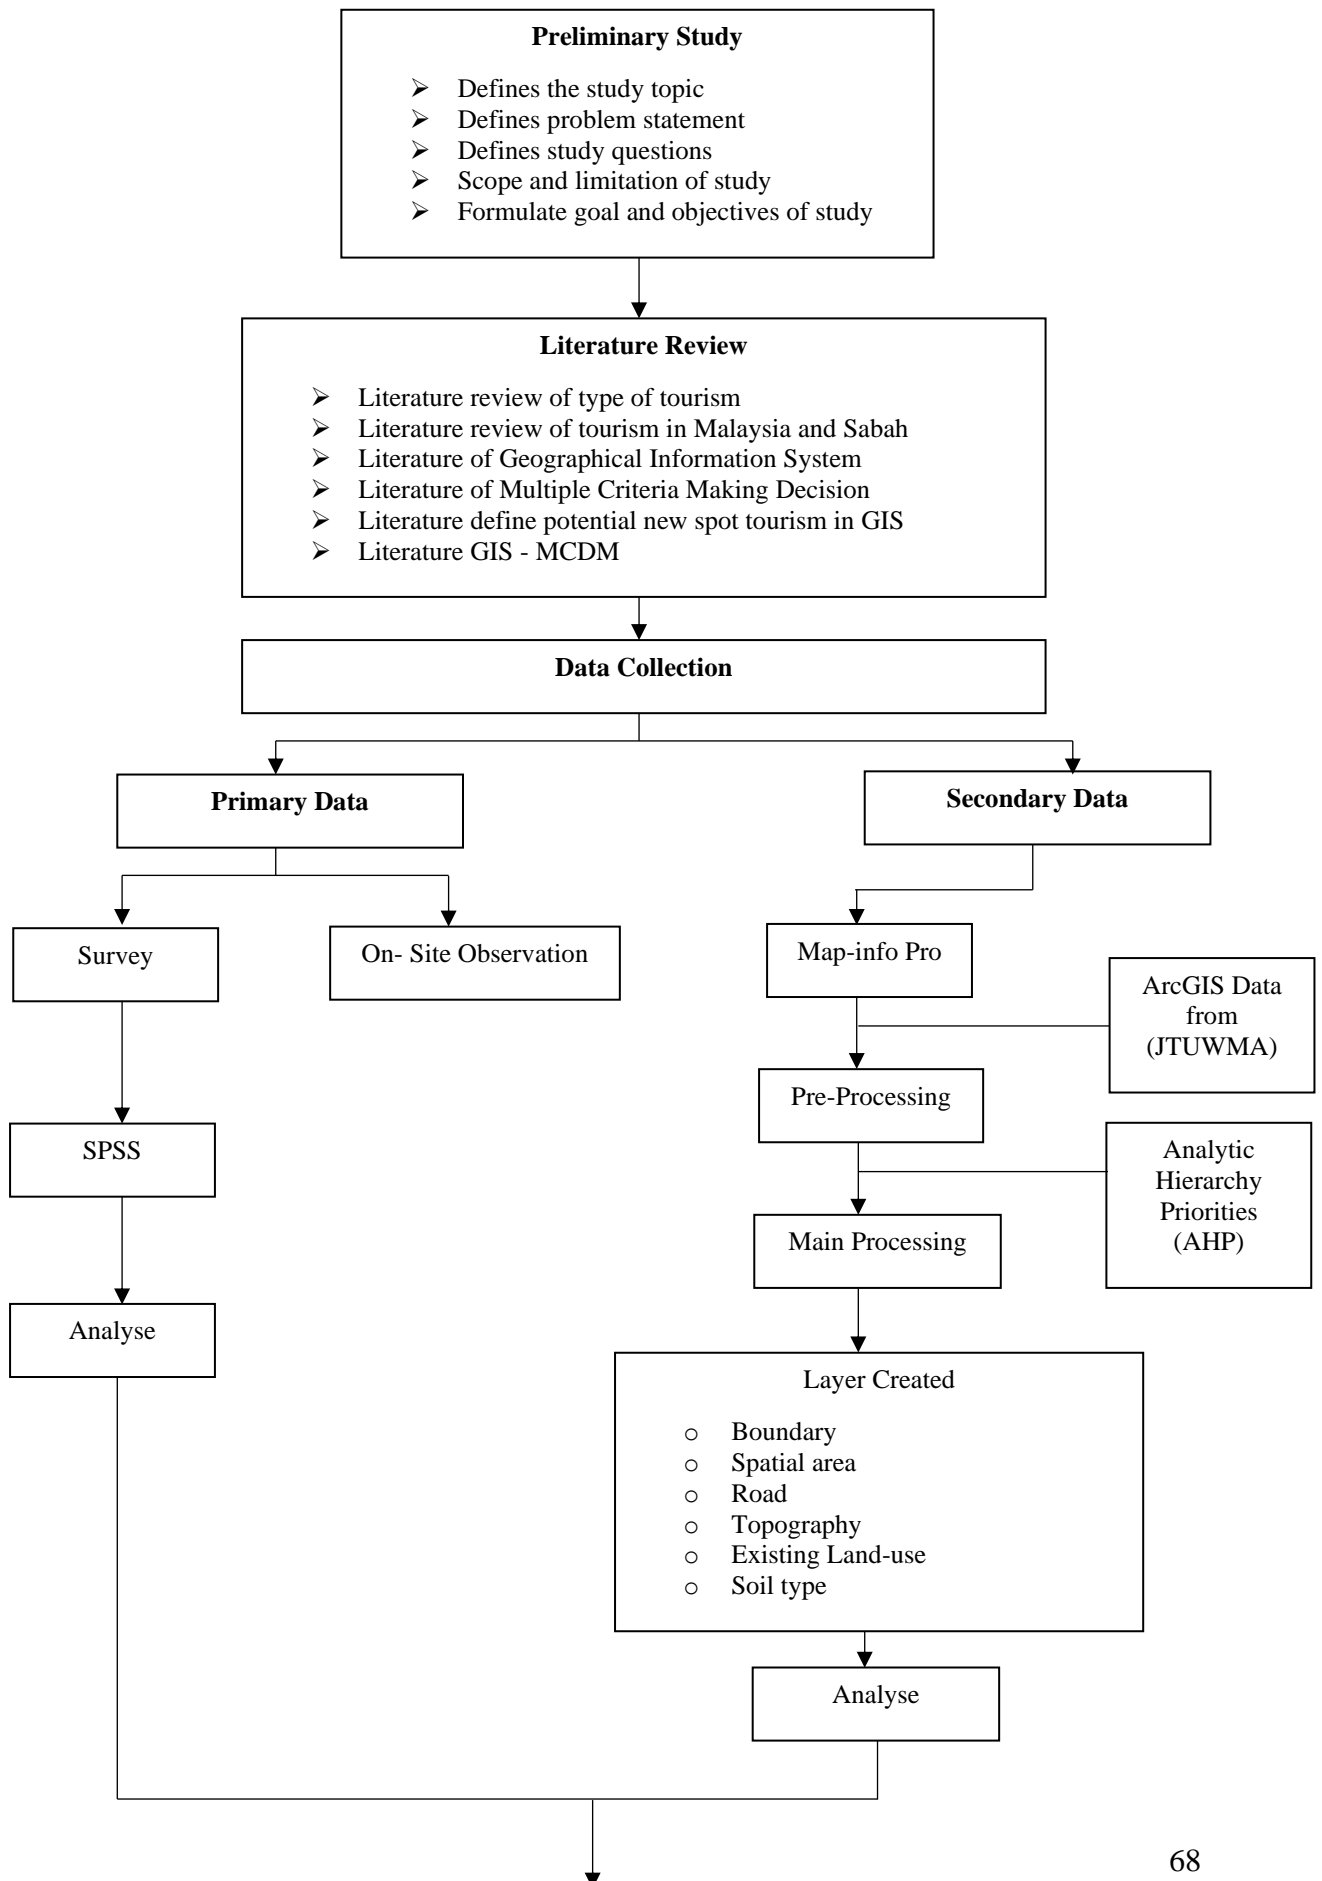 Preliminary Study
➢ Defines the study topic
➢ Defines problem statement
➢ Defines study questions
➢ Scope and limitation of study
➢ Formulate goal and objectives of study
Literature Review
➢ Literature review of type of tourism
➢ Literature review of tourism in Malaysia and Sabah
➢ Literature of Geographical Information System
➢ Literature of Multiple Criteria Making Decision
➢ Literature define potential new spot tourism in GIS
➢ Literature GIS - MCDM
Data Collection
Primary Data
Secondary Data
Survey
On- Site Observation
Map-info Pro
ArcGIS Data
from
(JTUWMA)
Pre-Processing
SPSS
Analytic
Hierarchy
Priorities
(AHP)
Main Processing
Analyse
Layer Created
o Boundary
o Spatial area
o Road
o Topography
o Existing Land-use
o Soil type
Analyse
68